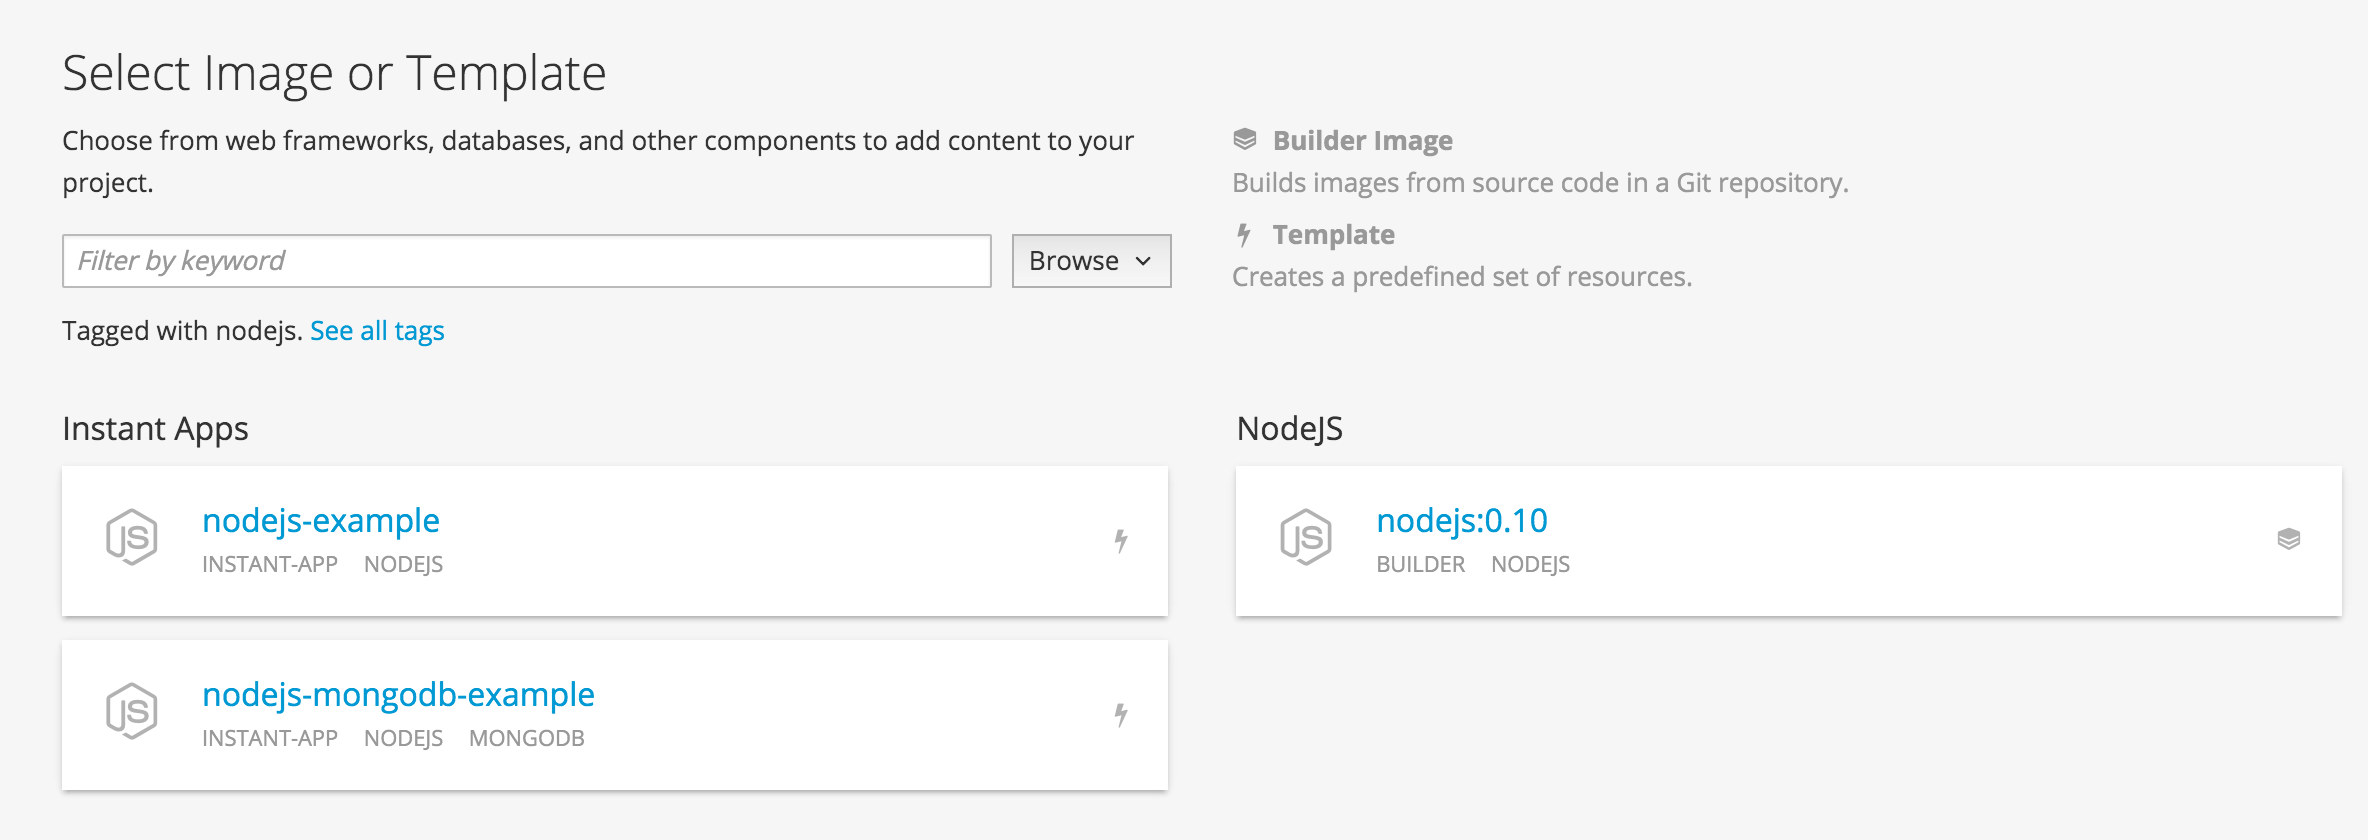 Select Image or Template
Choose from web frameworks, databases, and other components to add content to your
project.
Filter by keyword
Browse
Tagged with nodejs. See all tags
Builder Image
Builds images from source code in a Git repository.
Template
Creates a predefined set of resources.
Instant Apps
JS
nodejs-example
INSTANT-APP NODEJS
JS
nodejs-mongodb-example
INSTANT-APP NODEJS MONGODB
NodeJS
JS
nodejs:0.10
BUILDER NODEJS